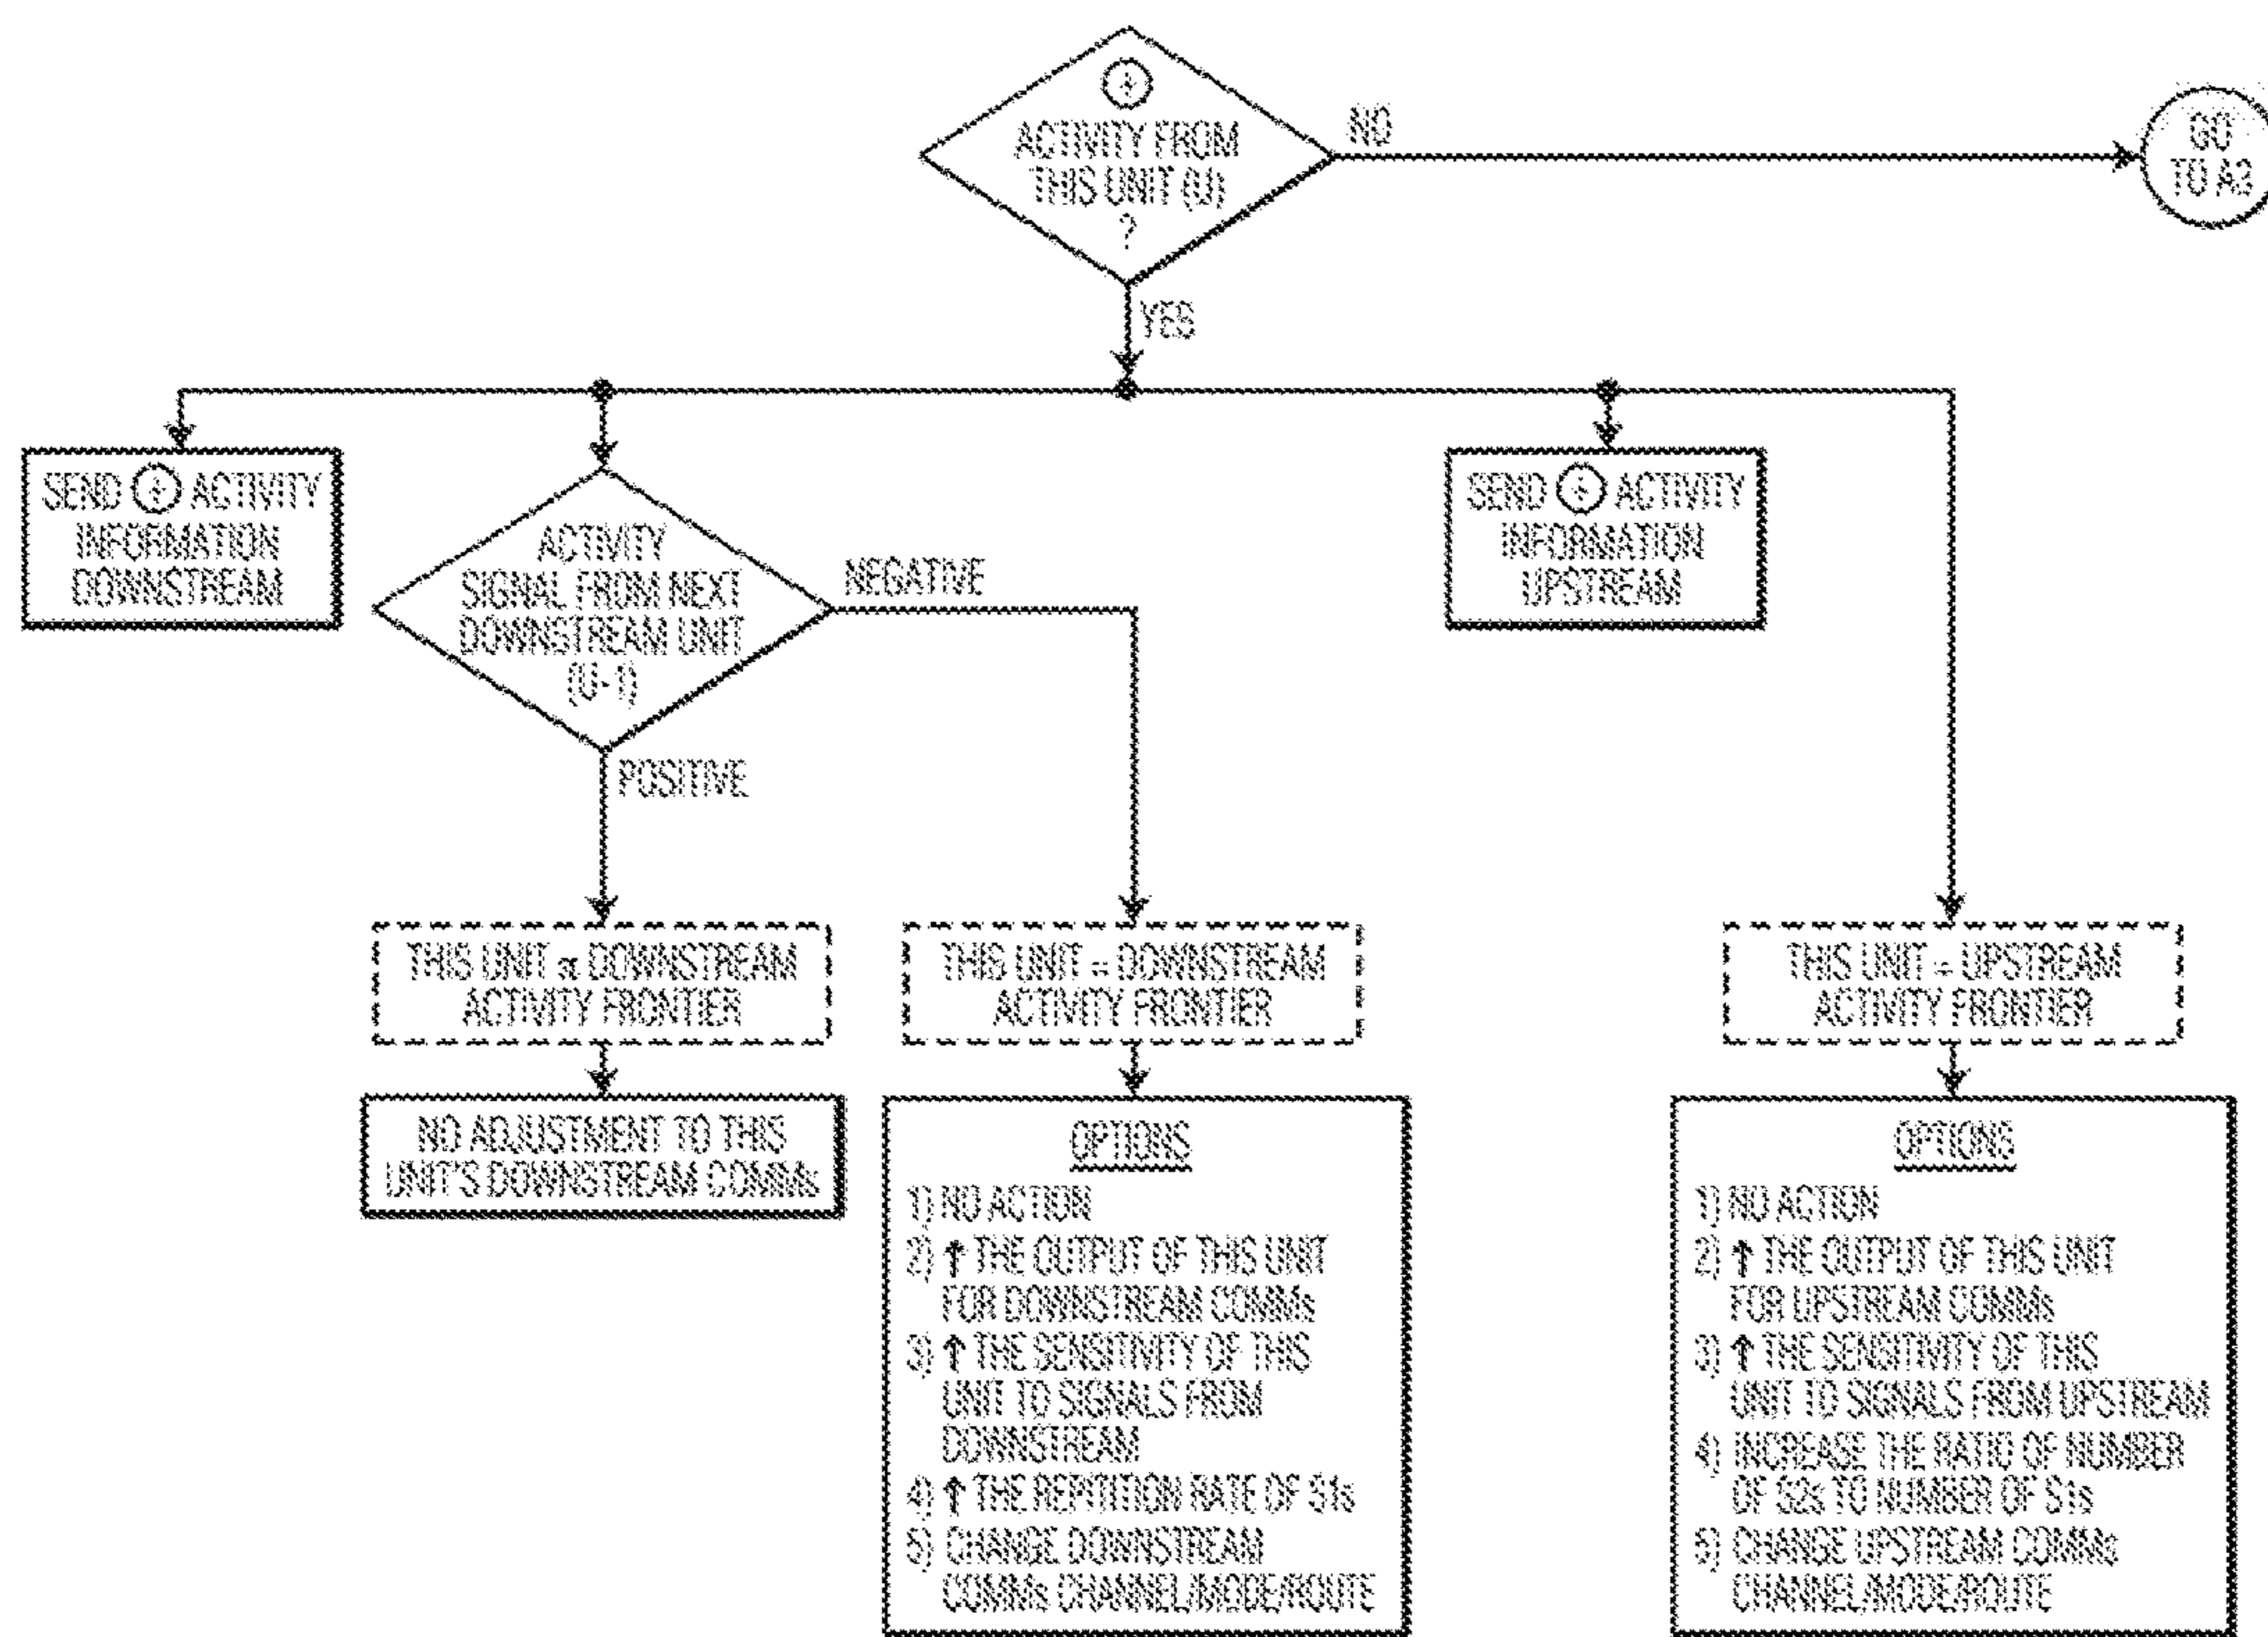 ⊕
ACTIVITY FROM
THIS UNIT (U)
?
NO
GO
TO A3
YES
SEND ⊕ ACTIVITY
INFORMATION
DOWNSTREAM
ACTIVITY
SIGNAL FROM NEXT
DOWNSTREAM UNIT
(U-1)
NEGATIVE
POSITIVE
SEND ⊕ ACTIVITY
INFORMATION
UPSTREAM
THIS UNIT ≠ DOWNSTREAM
ACTIVITY FRONTIER
THIS UNIT = DOWNSTREAM
ACTIVITY FRONTIER
THIS UNIT = UPSTREAM
ACTIVITY FRONTIER
NO ADJUSTMENT TO THIS
UNIT'S DOWNSTREAM COMMs
OPTIONS
1) NO ACTION
2) ↑ THE OUTPUT OF THIS UNIT
FOR DOWNSTREAM COMMs
3) ↑ THE SENSITIVITY OF THIS
UNIT TO SIGNALS FROM
DOWNSTREAM
4) ↑ THE REPTITION RATE OF S1s
5) CHANGE DOWNSTREAM
COMMs CHANNEL/MODE/ROUTE
OPTIONS
1) NO ACTION
2) ↑ THE OUTPUT OF THIS UNIT
FOR UPSTREAM COMMs
3) ↑ THE SENSITIVITY OF THIS
UNIT TO SIGNALS FROM UPSTREAM
4) INCREASE THE RATIO OF NUMBER
OF S2s TO NUMBER OF S1s
5) CHANGE UPSTREAM COMMs
CHANNEL/MODE/ROUTE